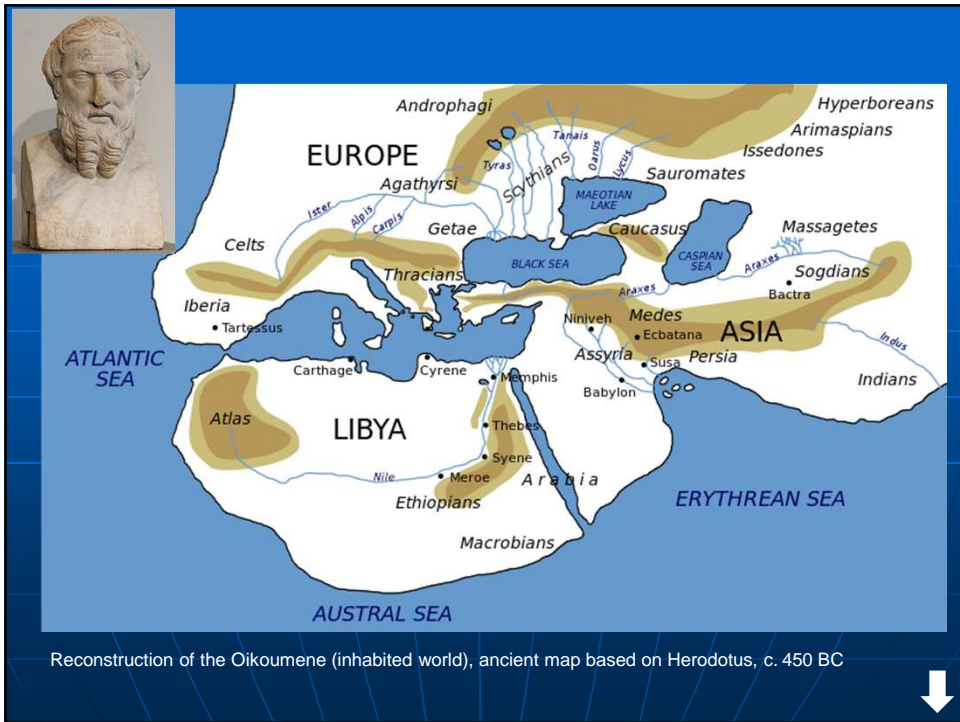 Androphagi
Hyperboreans
Arimaspians
Issedones
EUROPE
Tyras
Scythians
Tanais
Oarus
Lycus
Sauromates
Agathyrsi
MAEOTIAN
LAKE
Ister
Alpis
Carpis
Getae
Celts
Caucasus
Massagetes
BLACK SEA
CASPIAN
SEA
Araxes
Sogdians
Thracians
Araxes
Bactra
Iberia
Tartessus
Niniveh
Medes
Ecbatana
ASIA
Indus
ATLANTIC
SEA
Carthage
Cyrene
Memphis
Assyria
Susa
Persia
Babylon
Indians
Atlas
LIBYA
Thebes
Syene
Nile
Meroe
Arabia
Ethiopians
ERYTHREAN SEA
Macrobians
AUSTRAL SEA
Reconstruction of the Oikoumene (inhabited world), ancient map based on Herodotus, c. 450 BC